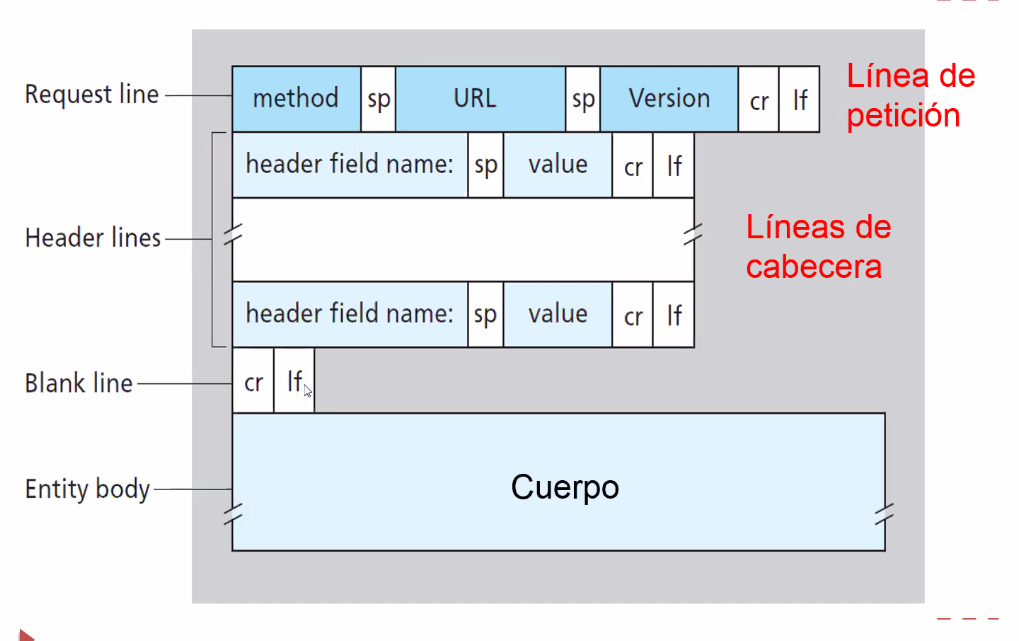 Request line
method sp URL sp Version cr lf
Línea de
petición
header field name: sp value cr lf
Header lines
Líneas de
cabecera
header field name: sp value cr lf
Blank line
cr lf
Entity body
Cuerpo